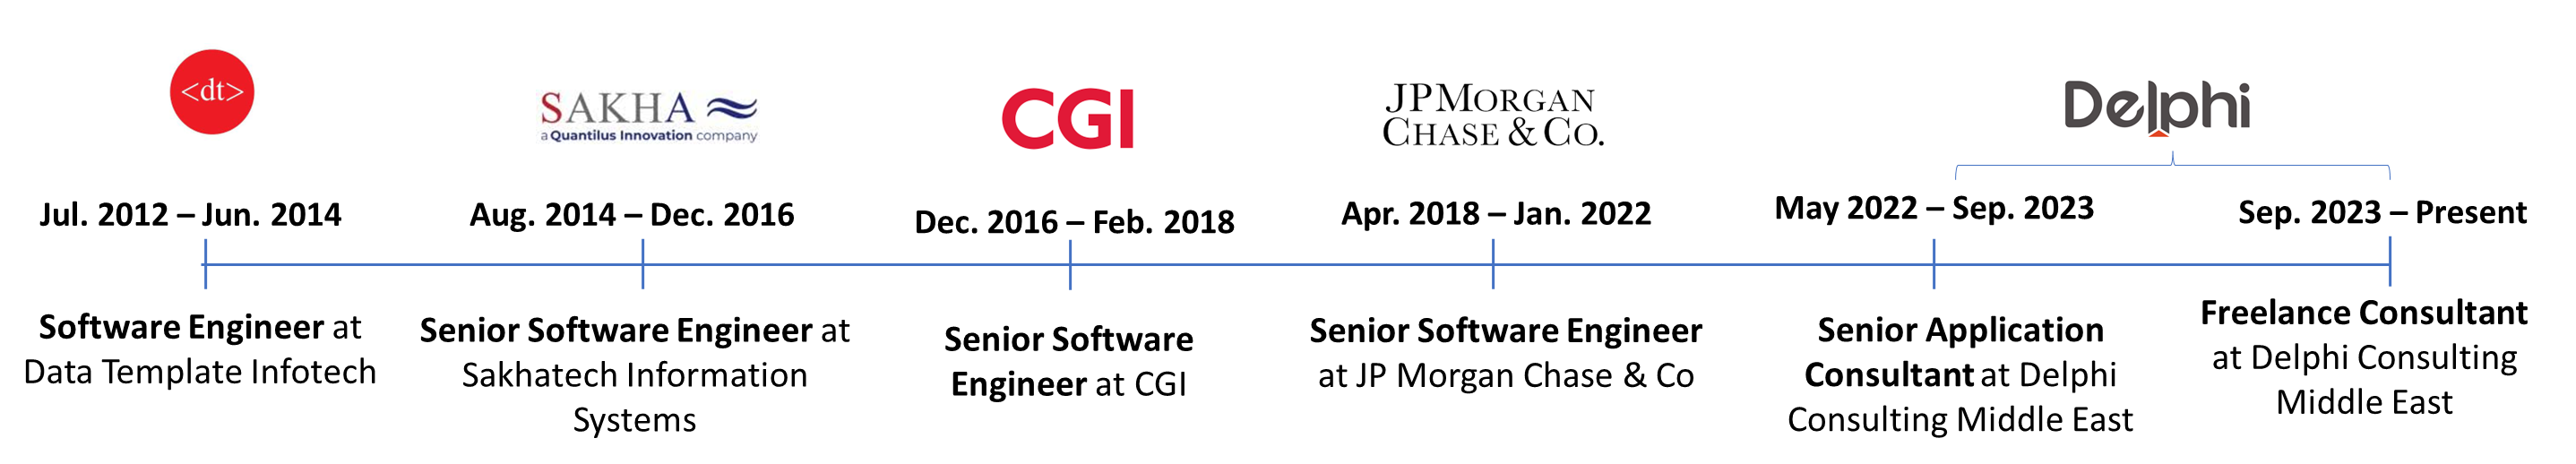 <dt>
SAKHA
a Quantilus Innovation company
CGI
JPMORGAN
CHASE & CO.
Delphi
Jul. 2012 – Jun. 2014
Aug. 2014 – Dec. 2016
Dec. 2016 – Feb. 2018
Apr. 2018 – Jan. 2022
May 2022 – Sep. 2023
Sep. 2023 – Present
Software Engineer at
Data Template Infotech
Senior Software Engineer at
Sakhatech Information
Systems
Senior Software
Engineer at CGI
Senior Software Engineer
at JP Morgan Chase & Co
Senior Application
Consultant at Delphi
Consulting Middle East
Freelance Consultant
at Delphi Consulting
Middle East